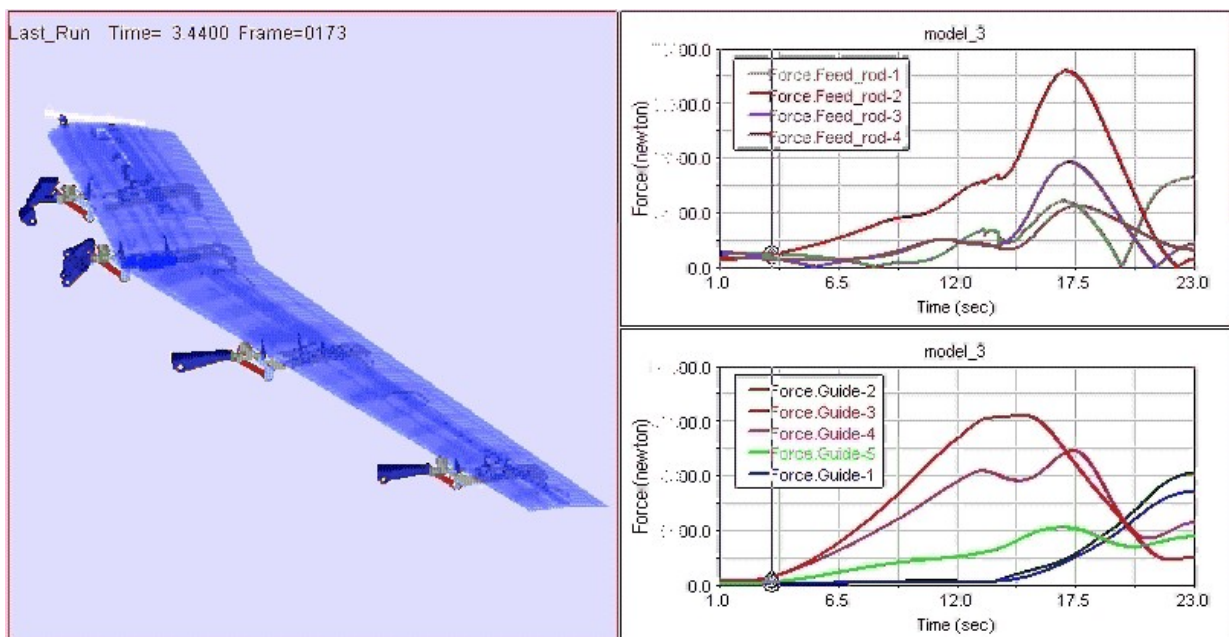 Last_Run Time= 3.4400 Frame=0173
model_3
Force.Feed_rod-1
Force.Feed_rod-2
Force.Feed_rod-3
Force.Feed_rod-4
Force (newton)
0.0
1.0 6.5 12.0 17.5 23.0
Time (sec)
model_3
Force.Guide-2
Force.Guide-3
Force.Guide-4
Force.Guide-5
Force.Guide-1
Force (newton)
0.0
1.0 6.5 12.0 17.5 23.0
Time (sec)